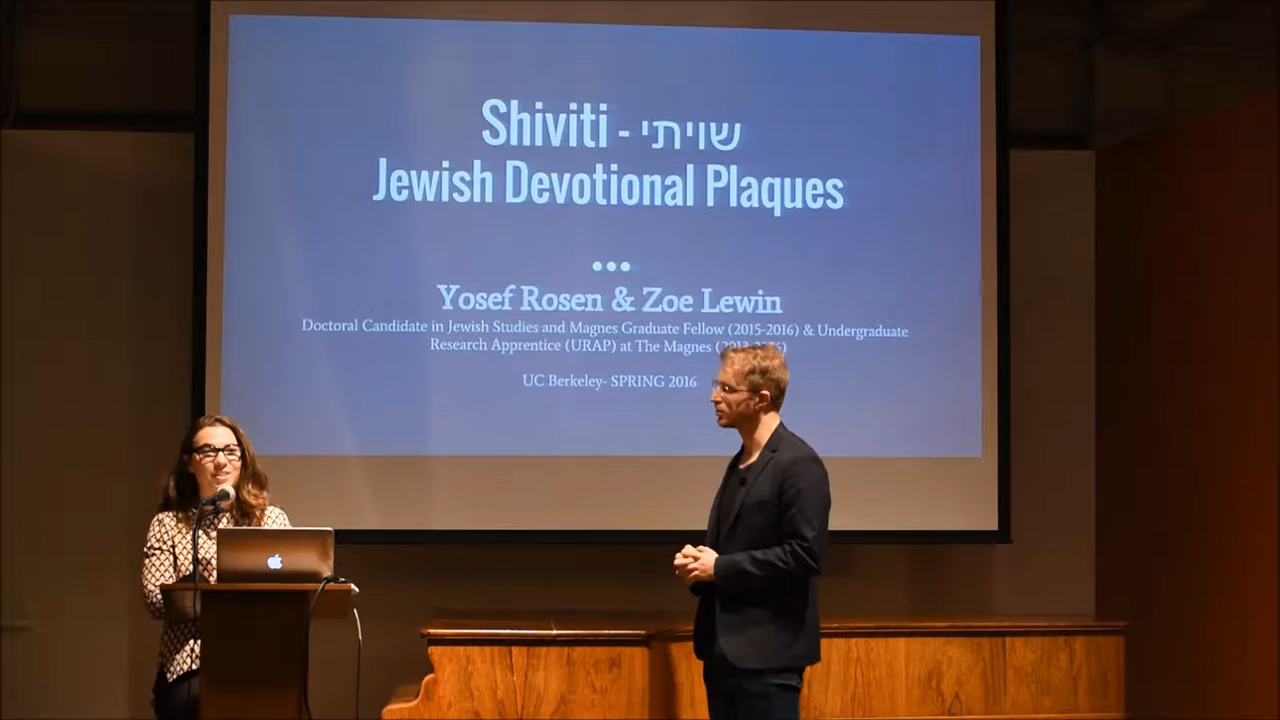 Shiviti - שויתי
Jewish Devotional Plaques
Yosef Rosen & Zoe Lewin
Doctoral Candidate in Jewish Studies and Magnes Graduate Fellow (2015-2016) & Undergraduate
Research Apprentice (URAP) at The Magnes
UC Berkeley- SPRING 2016